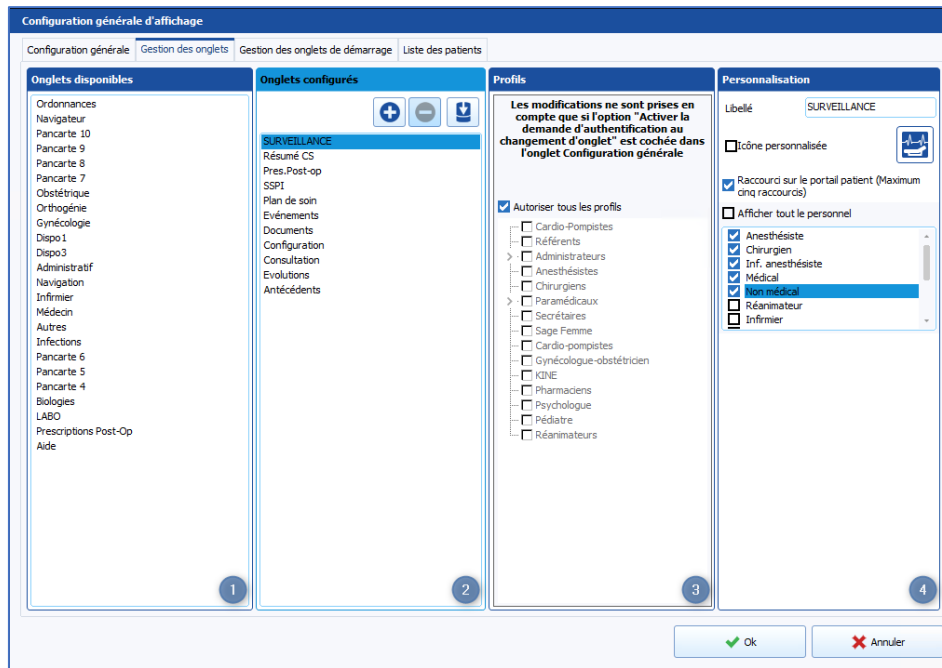 Configuration générale d'affichage
Configuration générale
Gestion des onglets
Gestion des onglets de démarrage
Liste des patients
Onglets disponibles
Ordonnances
Navigateur
Pancarte 10
Pancarte 9
Pancarte 8
Pancarte 7
Obstétrique
Orthogénie
Gynécologie
Dispo1
Dispo3
Administratif
Navigation
Infirmier
Médecin
Autres
Infections
Pancarte 6
Pancarte 5
Pancarte 4
Biologies
LABO
Prescriptions Post-Op
Aide
1
Onglets configurés
SURVEILLANCE
Résumé CS
Pres.Post-op
SSPI
Plan de soin
Evénements
Documents
Configuration
Consultation
Evolutions
Antécédents
2
Profils
Les modifications ne sont prises en
compte que si l'option "Activer la
demande d'authentification au
changement d'onglet" est cochée dans
l'onglet Configuration générale
Autoriser tous les profils
Cardio-Pompistes
Référents
Administrateurs
Anesthésistes
Chirurgiens
Paramédicaux
Secrétaires
Sage Femme
Cardio-pompistes
Gynécologue-obstétricien
KINE
Pharmaciens
Psychologue
Pédiatre
Réanimateurs
3
Personnalisation
Libellé
SURVEILLANCE
Icône personnalisée
Raccourci sur le portail patient (Maximum
cinq raccourcis)
Afficher tout le personnel
Anesthésiste
Chirurgien
Inf. anesthésiste
Médical
Non médical
Réanimateur
Infirmier
4
Ok
Annuler